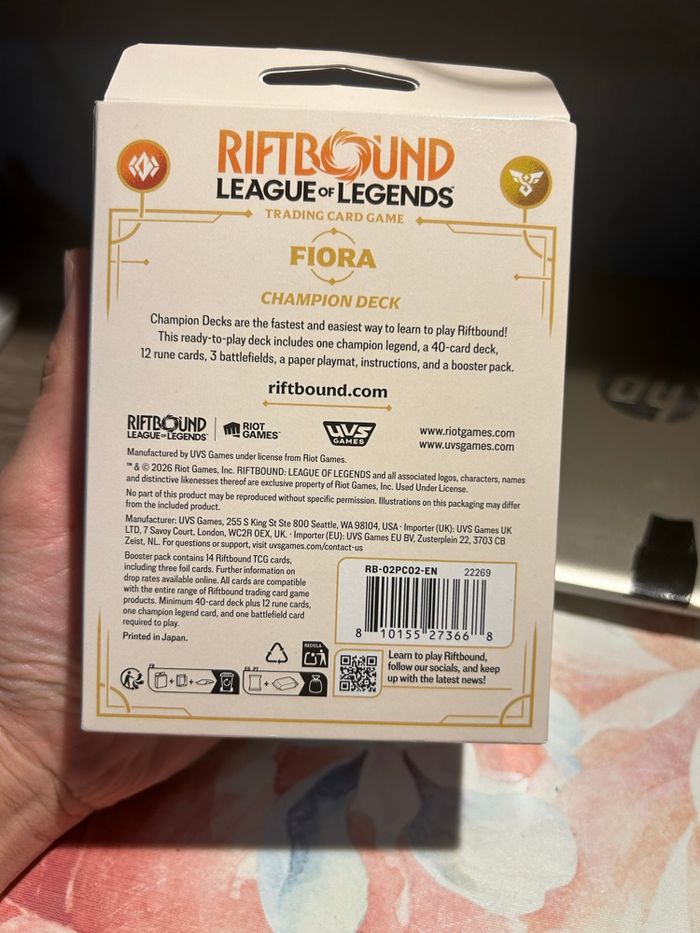 RIFTBOUND
LEAGUE OF LEGENDS™
TRADING CARD GAME
FIORA
CHAMPION DECK
Champion Decks are the fastest and easiest way to learn to play Riftbound!
This ready-to-play deck includes one champion legend, a 40-card deck,
12 rune cards, 3 battlefields, a paper playmat, instructions, and a booster pack.
riftbound.com
RIFTBOUND
LEAGUE OF LEGENDS™
RIOT
GAMES™
UVS
GAMES
www.riotgames.com
www.uvsgames.com
Manufactured by UVS Games under license from Riot Games.
™ & © 2026 Riot Games, Inc. RIFTBOUND: LEAGUE OF LEGENDS and all associated logos, characters, names
and distinctive likenesses thereof are exclusive property of Riot Games, Inc. Used Under License.
No part of this product may be reproduced without specific permission. Illustrations on this packaging may differ
from the included product.
Manufacturer: UVS Games, 255 S King St Ste 800 Seattle, WA 98104, USA · Importer (UK): UVS Games UK
LTD, 7 Savoy Court, London, WC2R 0EX, UK. · Importer (EU): UVS Games EU BV, Zusterplein 22, 3703 CB
Zeist, NL. For questions or support, visit uvsgames.com/contact-us
Booster pack contains 14 Riftbound TCG cards,
including three foil cards. Further information on
drop rates available online. All cards are compatible
with the entire range of Riftbound trading card game
products. Minimum 40-card deck plus 12 rune cards,
one champion legend card, and one battlefield card
required to play.
Printed in Japan.
RB-02PC02-EN 22269
8 10155 27366 8
RECICLA
FR
ES PT
Learn to play Riftbound,
follow our socials, and keep
up with the latest news!
hp